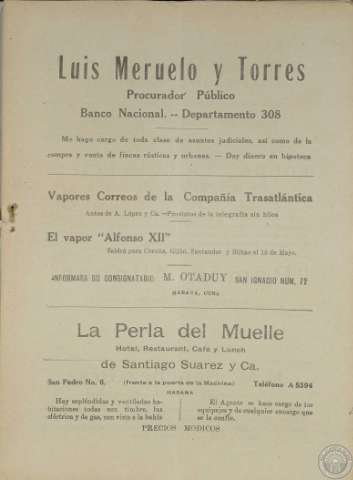 Luis Meruelo y Torres
Procurador Público
Banco Nacional. -- Departamento 308
Me hago cargo de toda clase de asuntos judiciales, así como de la
compra y venta de fincas rústicas y urbanas. — Doy dinero en hipoteca
Vapores Correos de la Compañía Trasatlántica
Antes de A. López y Ca. —Provistos de la telegrafía sin hilos
El vapor "Alfonso XII"
Saldrá para Coruña, Gijón, Santander y Bilbao el 18 de Mayo.
INFORMARA SU CONSIGNATARIO M. OTADUY SAN IGNACIO NUM. 72
HABANA, CUBA
La Perla del Muelle
Hotel, Restaurant, Café y Lunch
de Santiago Suarez y Ca.
San Pedro No. 6. (frente a la puerta de la Machina) Teléfono A 5394
HABANA
Hay espléndidas y ventiladas ha-
bitaciones todas con timbre, luz
eléctrica y de gas, con vista a la bahía
El Agente se hace cargo de los
equipajes y de cualquier encargo que
se le confíe.
PRECIOS MODICOS